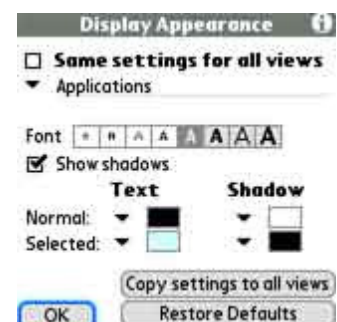 Display Appearance i
Same settings for all views
Applications
Font A A A A A A A A
Show shadows
Text Shadow
Normal:
Selected:
Copy settings to all views
OK Restore Defaults